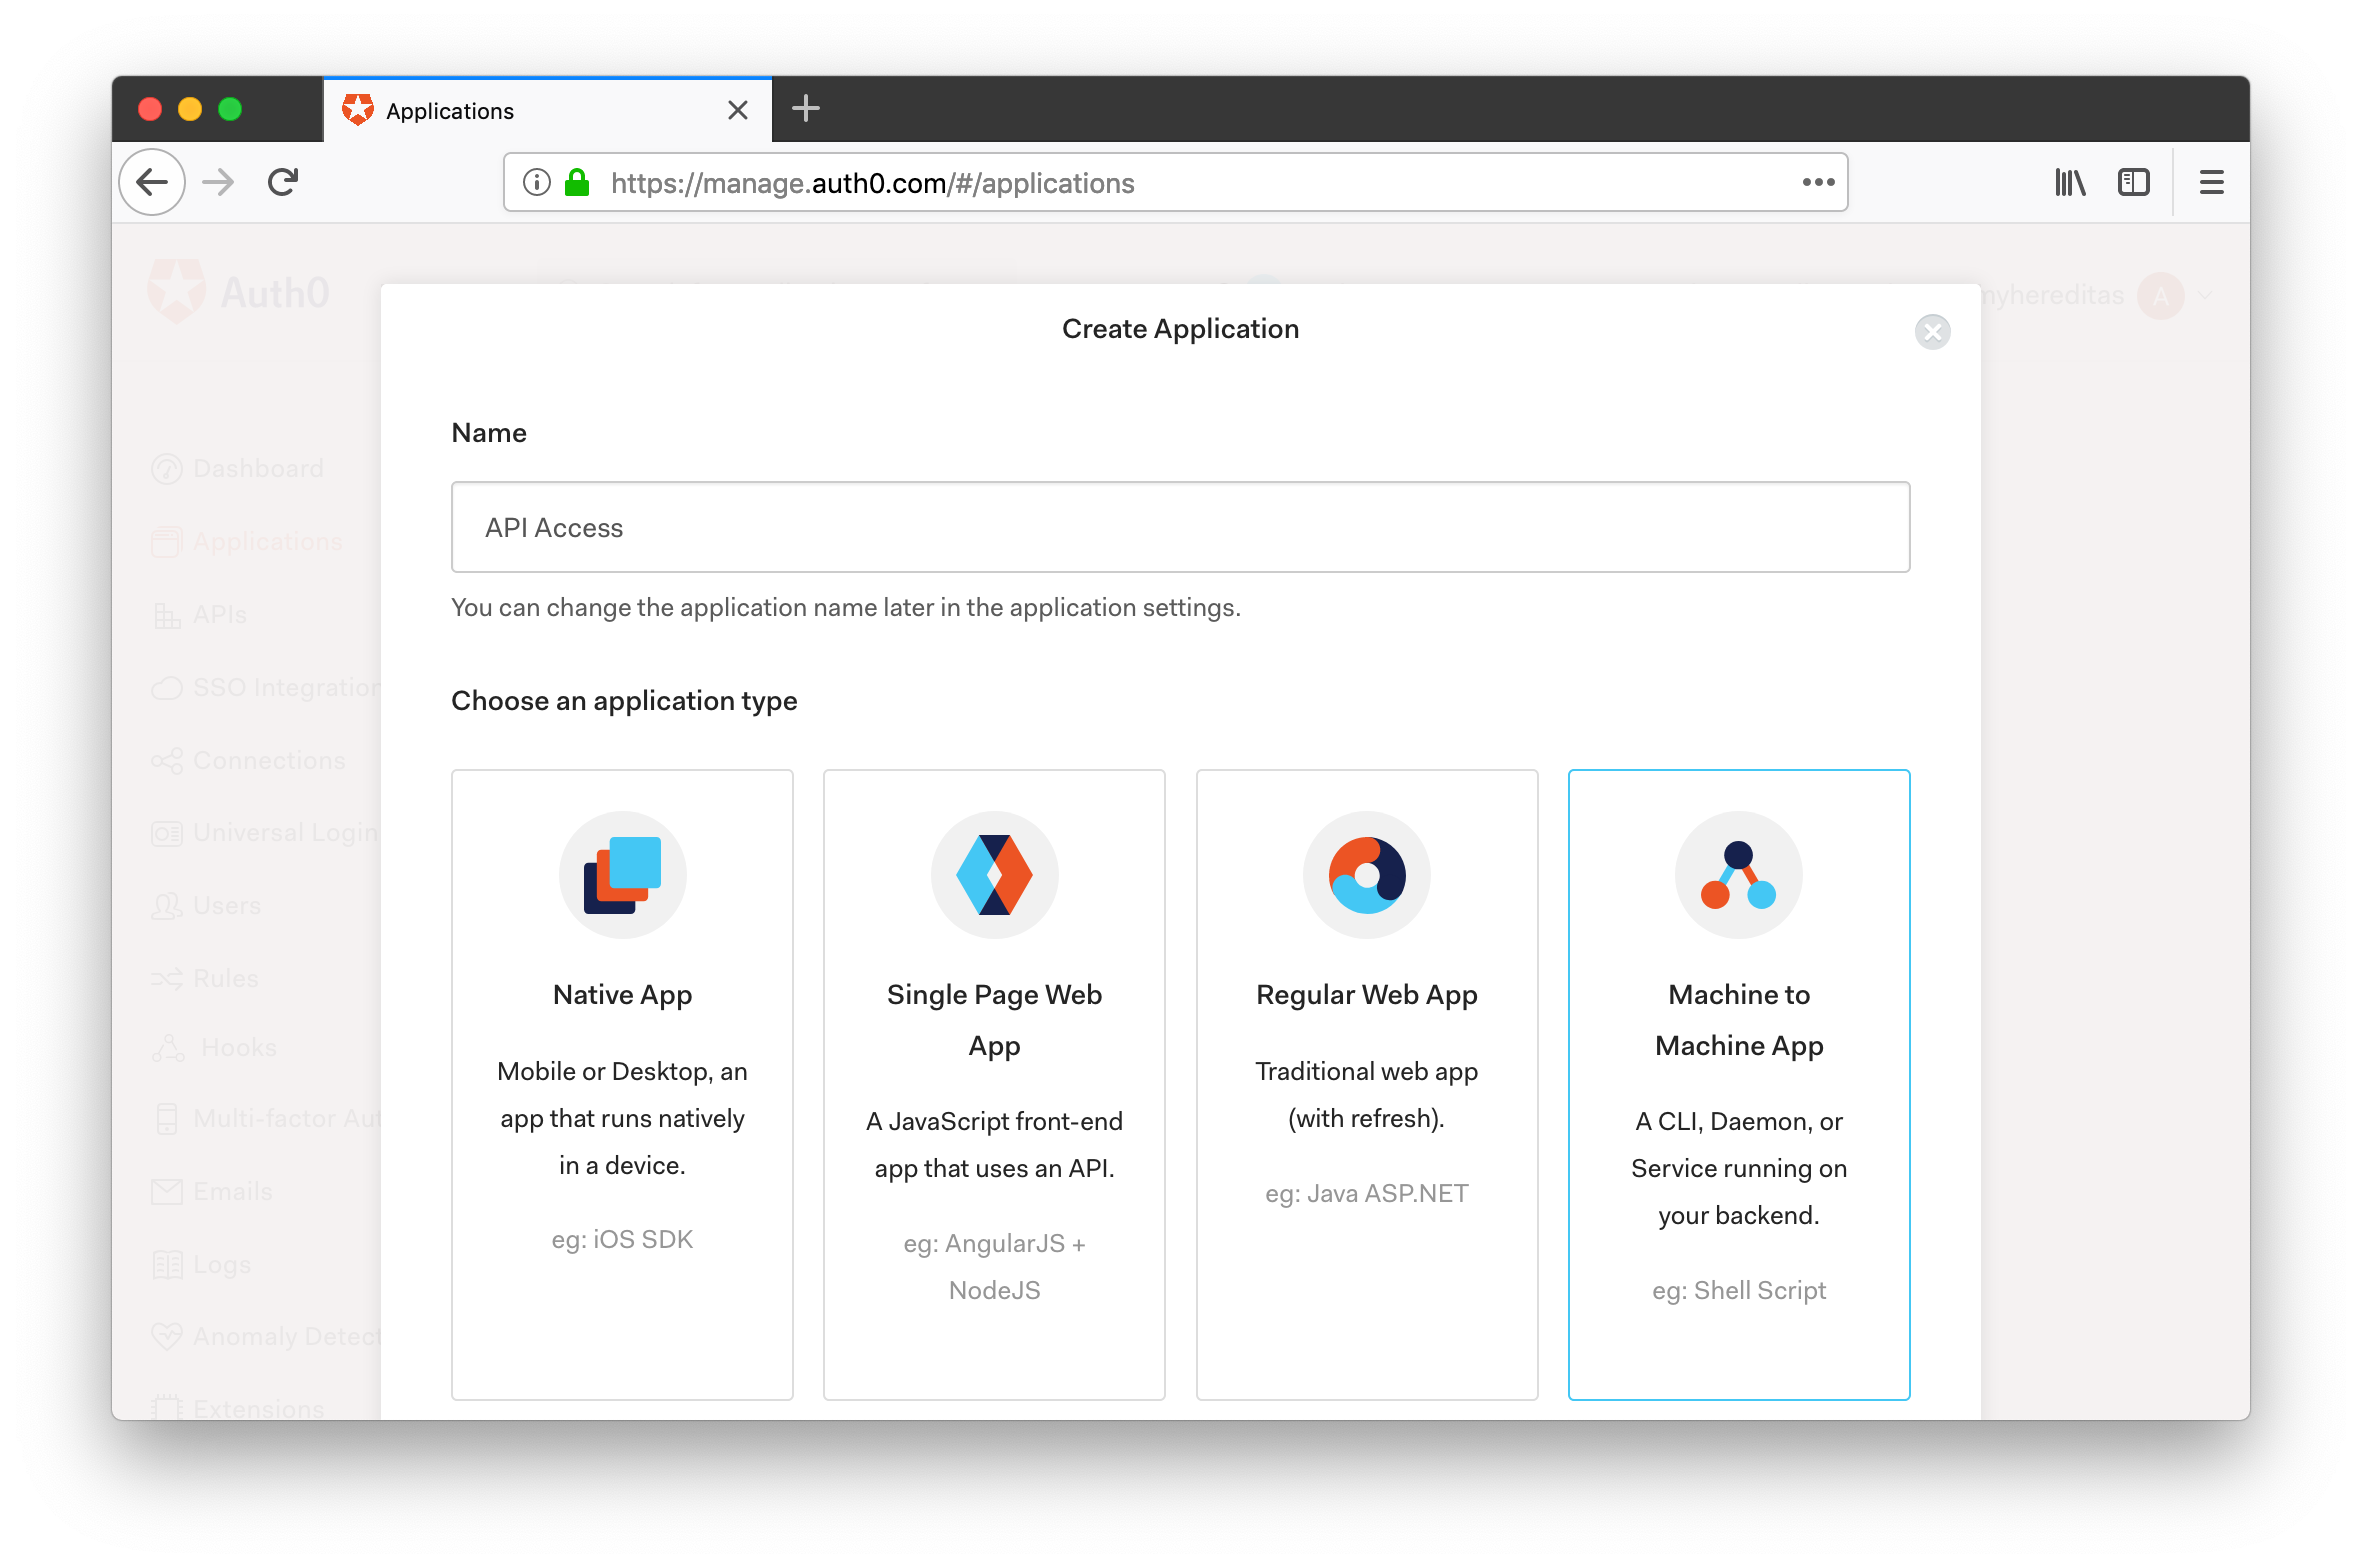 Applications
https://manage.auth0.com/#/applications
Auth0
nyhereditas
A
Create Application
Name
API Access
You can change the application name later in the application settings.
Choose an application type
Native App
Mobile or Desktop, an
app that runs natively
in a device.
eg: iOS SDK
Single Page Web
App
A JavaScript front-end
app that uses an API.
eg: AngularJS +
NodeJS
Regular Web App
Traditional web app
(with refresh).
eg: Java ASP.NET
Machine to
Machine App
A CLI, Daemon, or
Service running on
your backend.
eg: Shell Script
Dashboard
Applications
APIs
SSO Integration
Connections
Universal Login
Users
Rules
Hooks
Multi-factor Aut
Emails
Logs
Anomaly Detect
Extensions